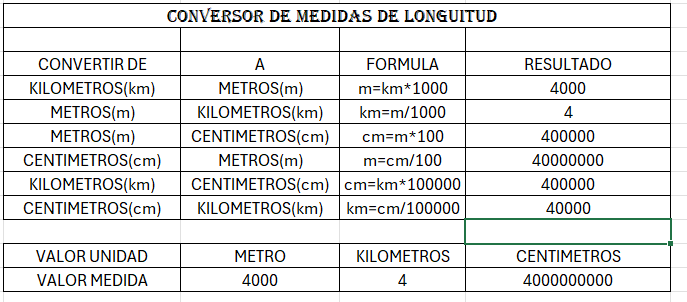 CONVERSOR DE MEDIDAS DE LONGUITUD
CONVERTIR DE A FORMULA RESULTADO
KILOMETROS(km) METROS(m) m=km*1000 4000
METROS(m) KILOMETROS(km) km=m/1000 4
METROS(m) CENTIMETROS(cm) cm=m*100 400000
CENTIMETROS(cm) METROS(m) m=cm/100 40000000
KILOMETROS(km) CENTIMETROS(cm) cm=km*100000 400000
CENTIMETROS(cm) KILOMETROS(km) km=cm/100000 40000
VALOR UNIDAD METRO KILOMETROS CENTIMETROS
VALOR MEDIDA 4000 4 4000000000